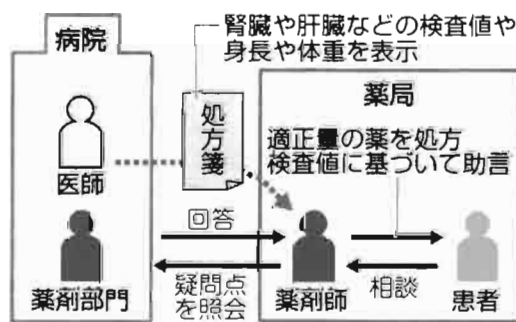 病院
腎臓や肝臓などの検査値や
身長や体重を表示
処方箋
薬局
適正量の薬を処方
検査値に基づいて助言
医師
回答
疑問点
を照会
相談
薬剤部門
薬剤師
患者